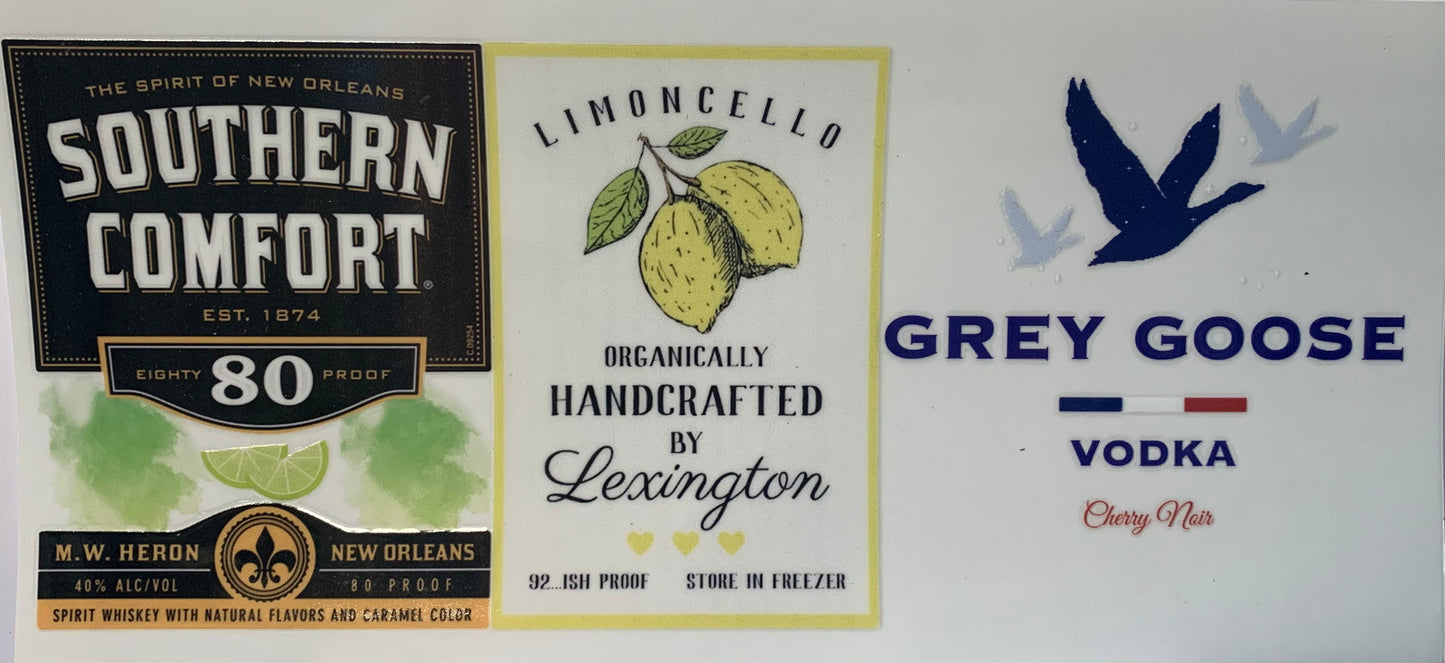 THE SPIRIT OF NEW ORLEANS
SOUTHERN
COMFORT®
EST. 1874
C.09254
EIGHTY 80 PROOF
M.W. HERON NEW ORLEANS
40% ALC/VOL 80 PROOF
SPIRIT WHISKEY WITH NATURAL FLAVORS AND CARAMEL COLOR
LIMONCELLO
ORGANICALLY
HANDCRAFTED
BY
Lexington
92...ISH PROOF STORE IN FREEZER
GREY GOOSE
VODKA
Cherry Noir